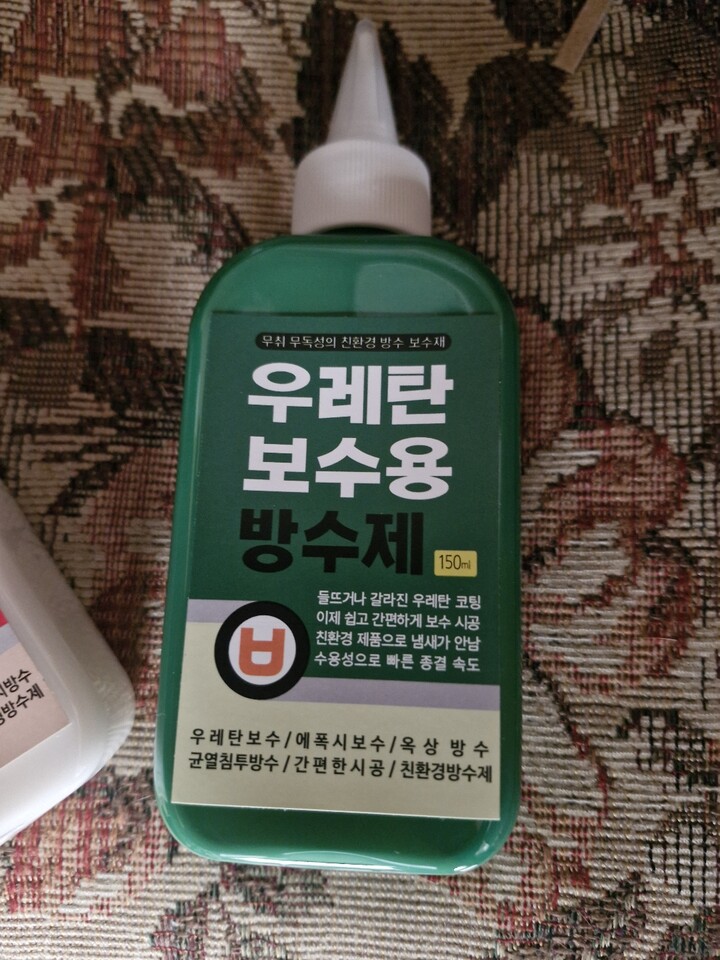 무취 무독성의 친환경 방수 보수재
우레탄
보수용
방수제
150ml
들뜨거나 갈라진 우레탄 코팅
이제 쉽고 간편하게 보수 시공
친환경 제품으로 냄새가 안남
수용성으로 빠른 종결 속도
ㅂ
우레탄보수/에폭시보수/옥상 방수
균열침투방수/간편한시공/친환경방수제
방수
방수제